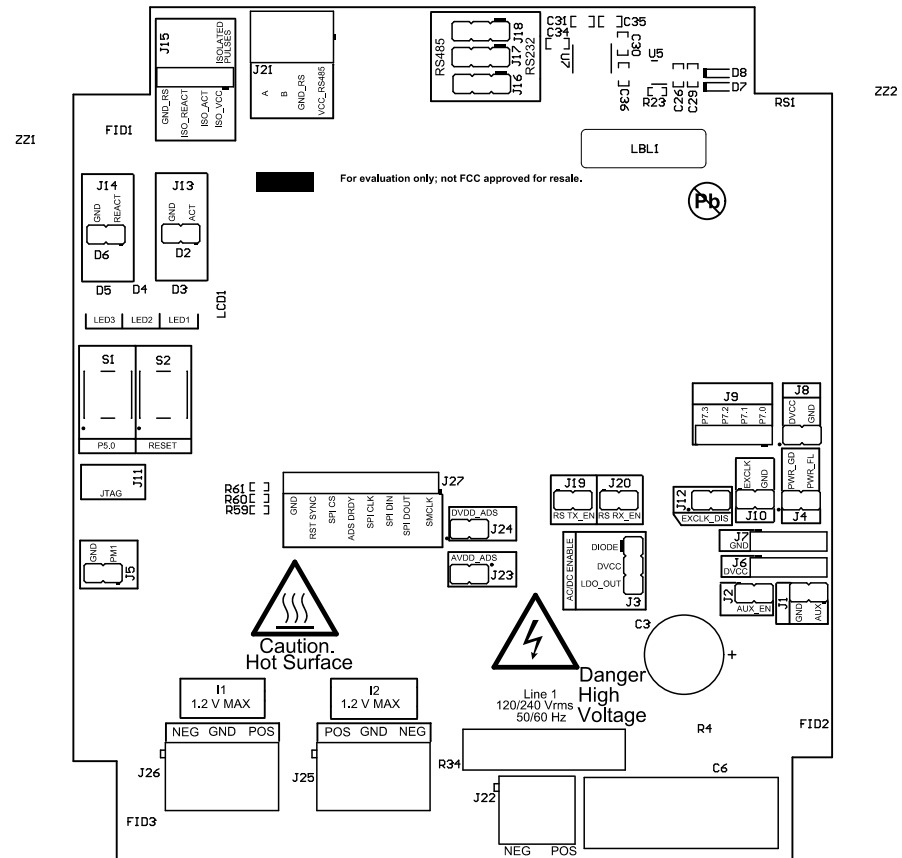 J15
ISOLATED
PULSES
GND_RS
ISO_REACT
ISO_ACT
ISO_VCC
J21
A
B
GND_RS
VCC_RS485
RS485
J18
J17
J16
RS232
C31
C35
C34
U7
C30
U5
C36
R23
C26
C29
D8
D7
RS1
ZZ1
ZZ2
FID1
LBL1
For evaluation only; not FCC approved for resale.
Pb
J14
GND
REACT
D6
J13
GND
ACT
D2
D5
D4
D3
LCD1
LED3
LED2
LED1
S1
S2
P5.0
RESET
J9
P7.3
P7.2
P7.1
P7.0
J8
DVCC
GND
J11
JTAG
R61
R60
R59
J27
GND
RST SYNC
SPI CS
ADS DRDY
SPI CLK
SPI DIN
SPI DOUT
SMCLK
DVDD_ADS
J24
AVDD_ADS
J23
J19
RS TX_EN
J20
RS RX_EN
J12
EXCLK_DIS
EXCLK
GND
J10
PWR_GD
PWR_FL
J4
J7
GND
J6
DVCC
J2
AUX_EN
J1
GND
AUX
GND
PM1
J5
AC/DC ENABLE
DIODE
DVCC
LDO_OUT
J3
C3
+
Caution.
Hot Surface
Danger
High
Voltage
Line 1
120/240 Vrms
50/60 Hz
I1
1.2 V MAX
I2
1.2 V MAX
NEG GND POS
POS GND NEG
J26
J25
R34
R4
FID2
C6
J22
NEG POS
FID3